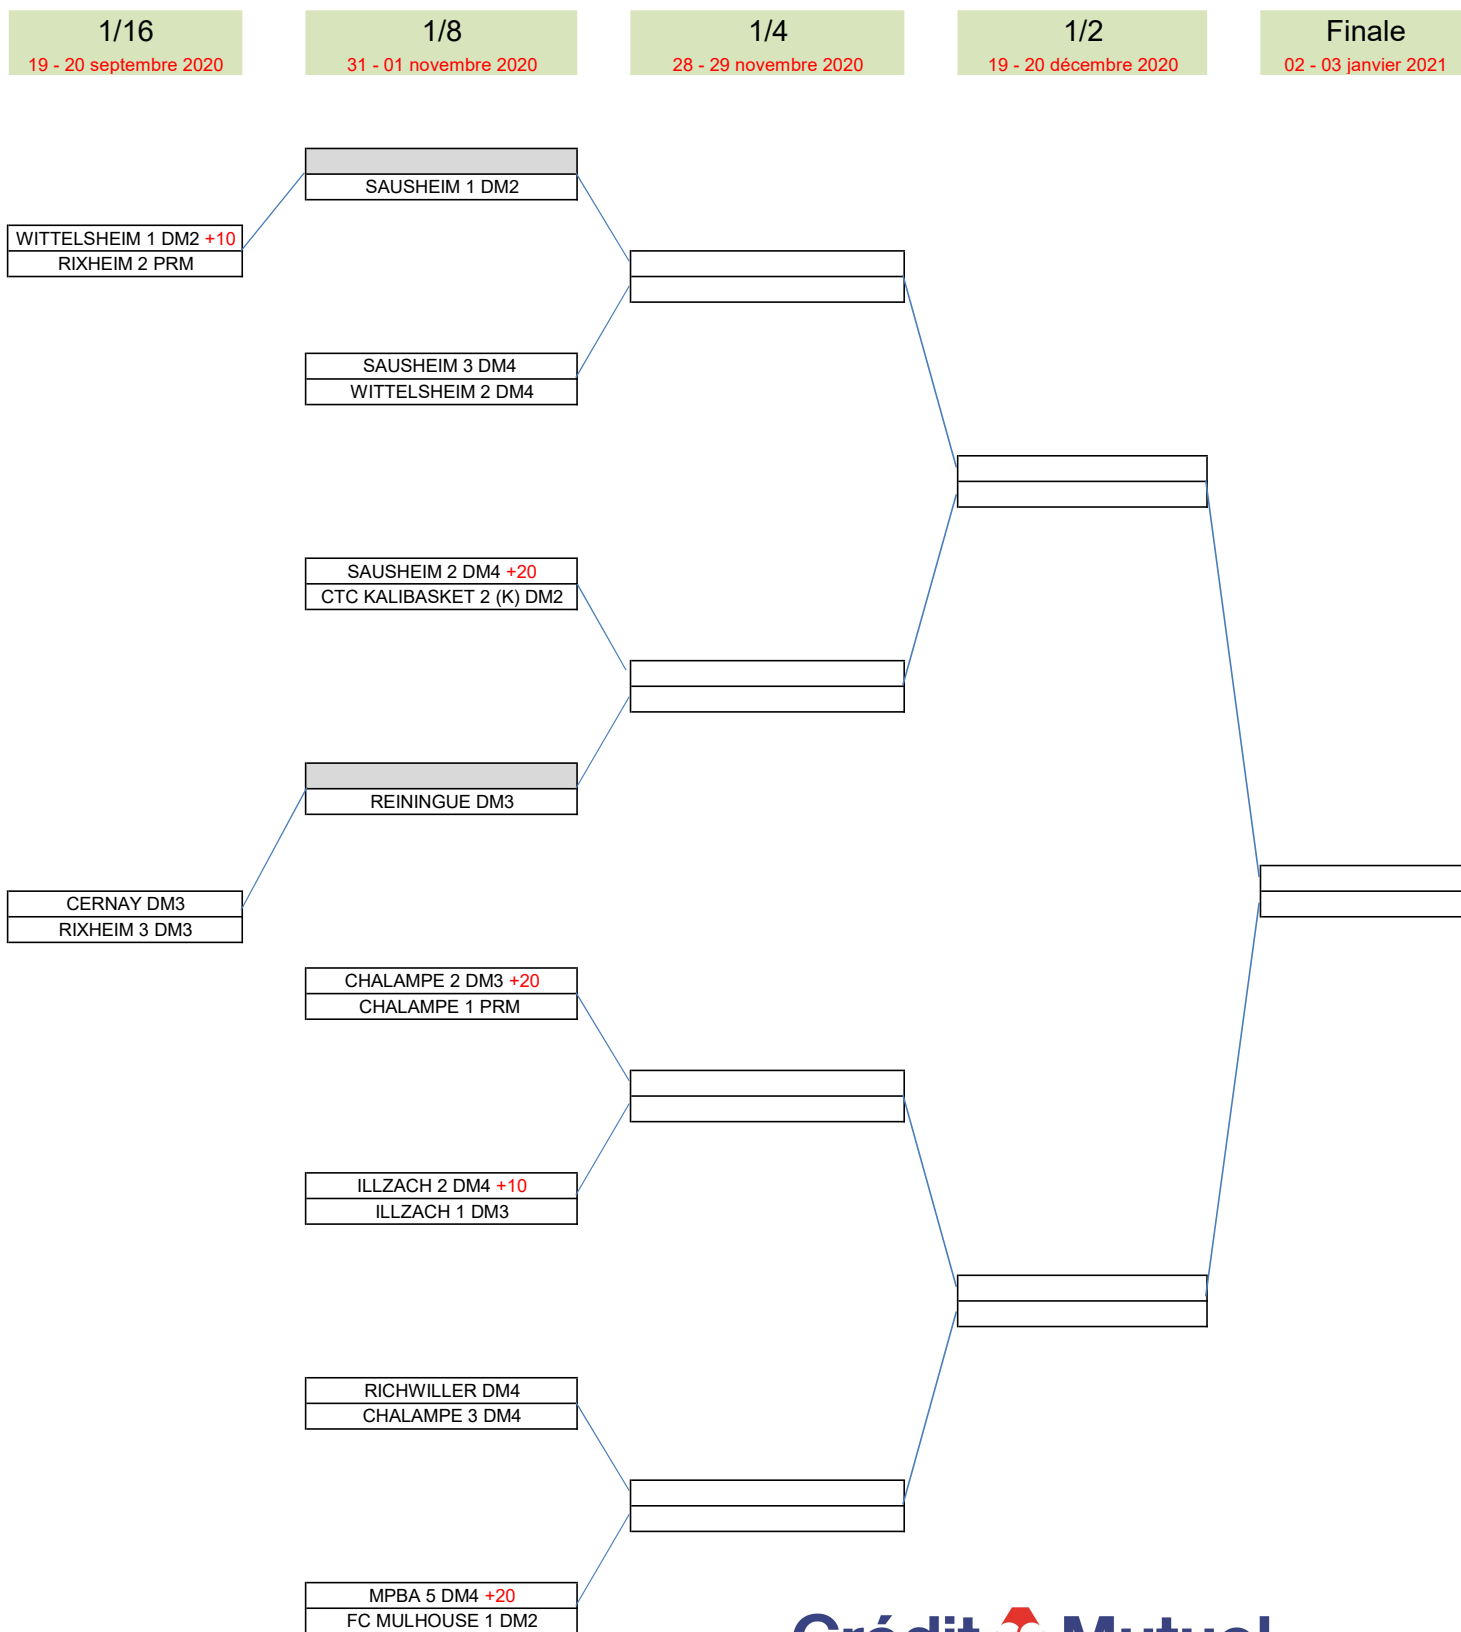 1/16
19 - 20 septembre 2020
1/8
31 - 01 novembre 2020
1/4
28 - 29 novembre 2020
1/2
19 - 20 décembre 2020
Finale
02 - 03 janvier 2021
SAUSHEIM 1 DM2
WITTELSHEIM 1 DM2 +10
RIXHEIM 2 PRM
SAUSHEIM 3 DM4
WITTELSHEIM 2 DM4
SAUSHEIM 2 DM4 +20
CTC KALIBASKET 2 (K) DM2
REININGUE DM3
CERNAY DM3
RIXHEIM 3 DM3
CHALAMPE 2 DM3 +20
CHALAMPE 1 PRM
ILLZACH 2 DM4 +10
ILLZACH 1 DM3
RICHWILLER DM4
CHALAMPE 3 DM4
MPBA 5 DM4 +20
FC MULHOUSE 1 DM2
Crédit Mutuel